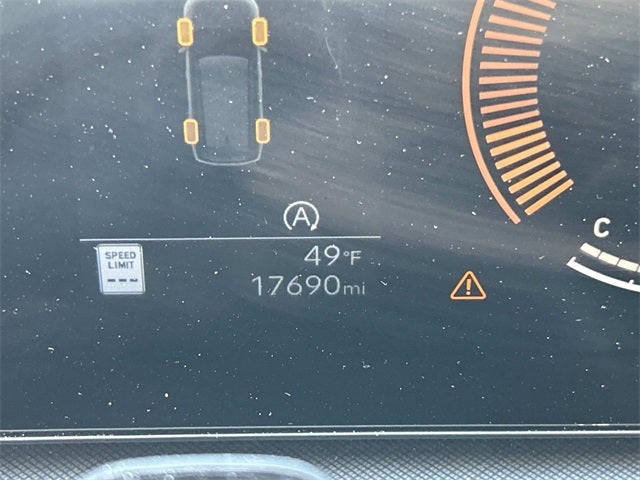 A
SPEED
LIMIT
---
49°F
17690mi
C